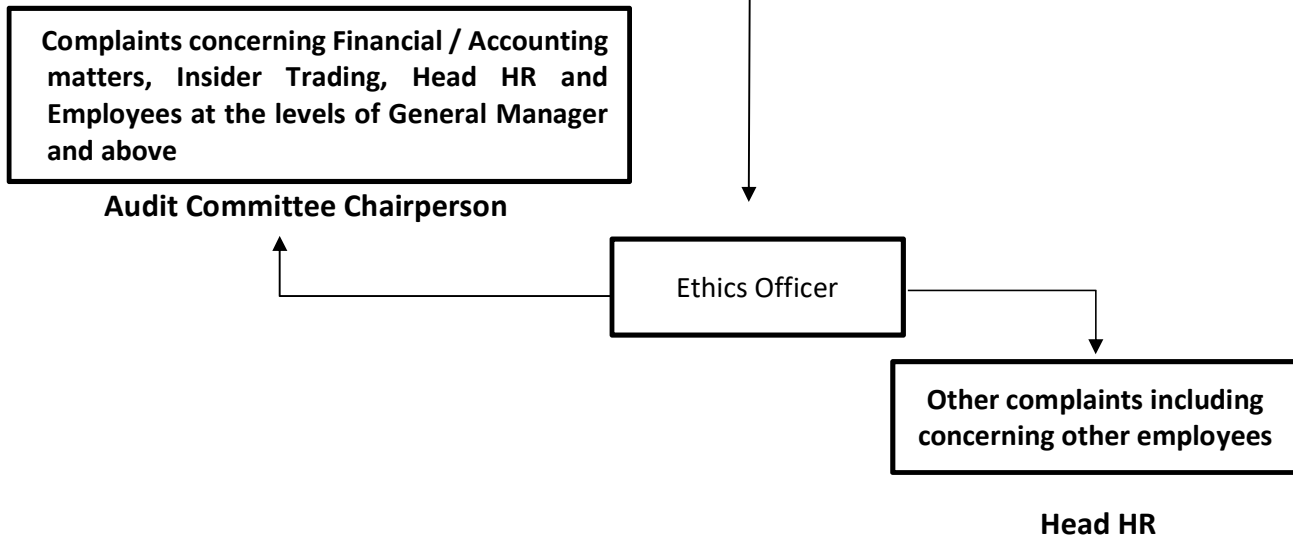 Complaints concerning Financial / Accounting
matters, Insider Trading, Head HR and
Employees at the levels of General Manager
and above
Audit Committee Chairperson
Ethics Officer
Other complaints including
concerning other employees
Head HR